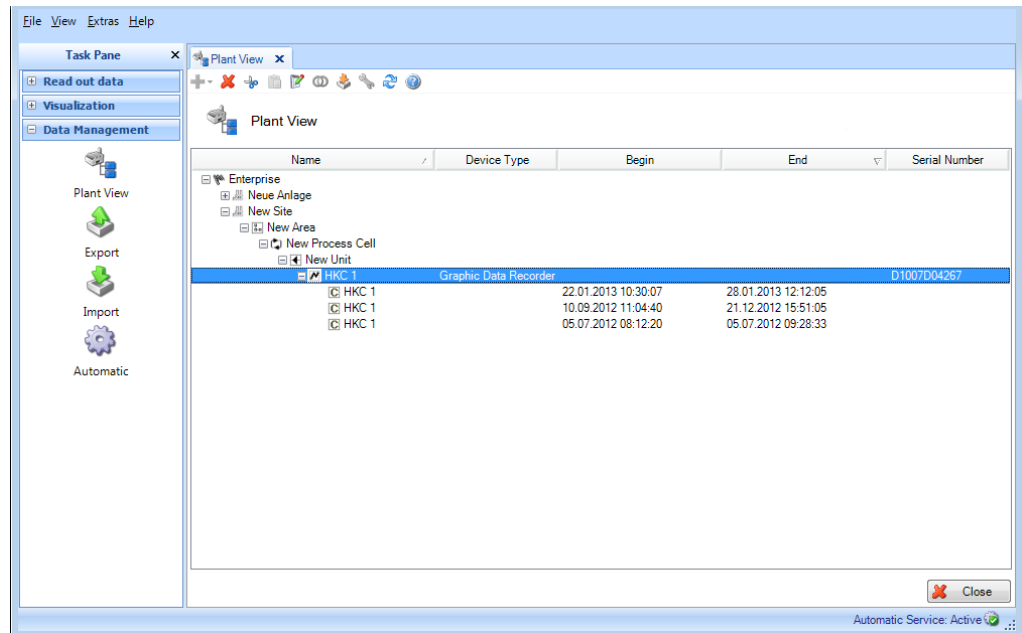 File View Extras Help
Task Pane
Plant View
Read out data
Visualization
Data Management
Plant View
Export
Import
Automatic
Plant View
Name Device Type Begin End Serial Number
Enterprise
Neue Anlage
New Site
New Area
New Process Cell
New Unit
HKC 1 Graphic Data Recorder D1007D04267
C HKC 1 22.01.2013 10:30:07 28.01.2013 12:12:05
C HKC 1 10.09.2012 11:04:40 21.12.2012 15:51:05
C HKC 1 05.07.2012 08:12:20 05.07.2012 09:28:33
Close
Automatic Service: Active